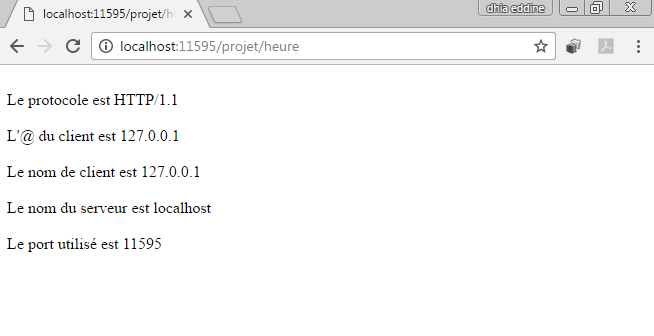 dhia eddine
localhost:11595/projet/h
localhost:11595/projet/heure
Le protocole est HTTP/1.1
L'@ du client est 127.0.0.1
Le nom de client est 127.0.0.1
Le nom du serveur est localhost
Le port utilisé est 11595